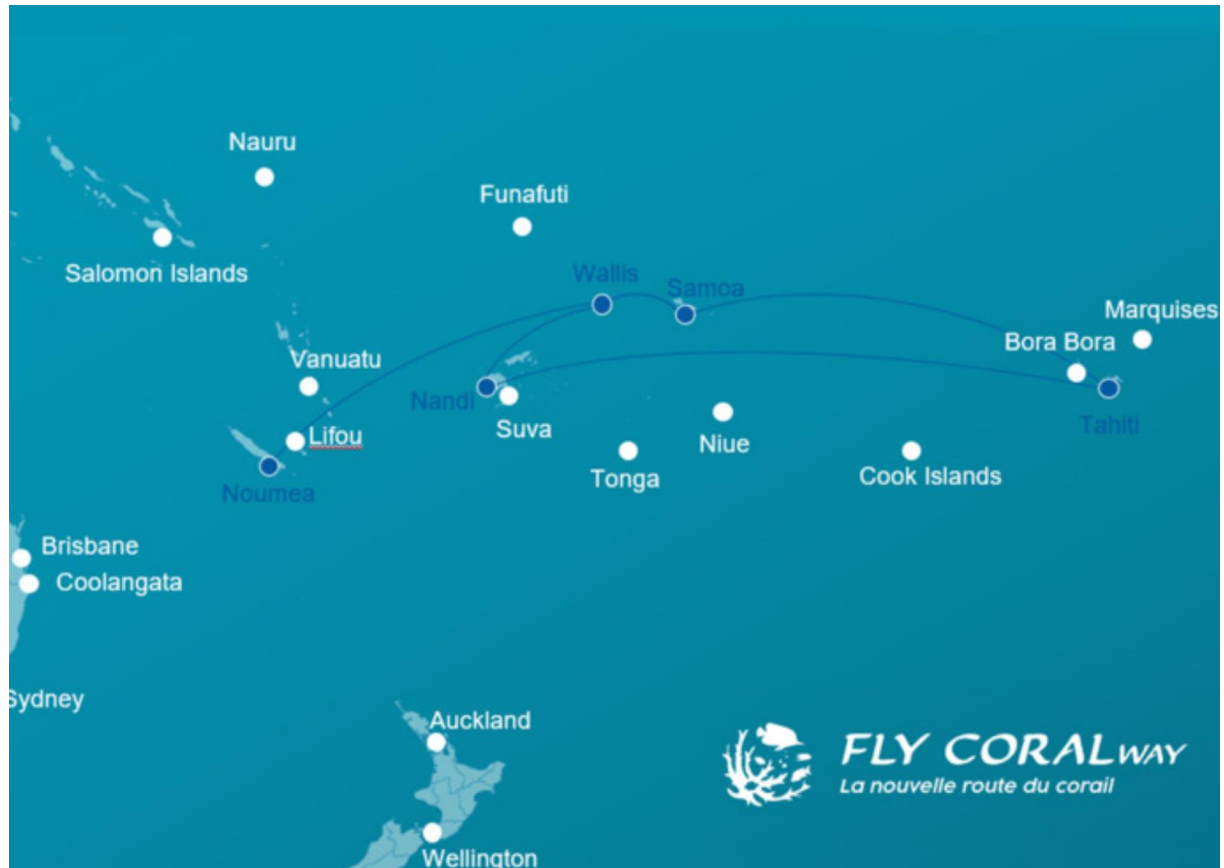 Nauru
Funafuti
Salomon Islands
Wallis
Samoa
Marquises
Bora Bora
Vanuatu
Nandi
Tahiti
Suva
Lifou
Niue
Tonga
Cook Islands
Noumea
Brisbane
Coolangata
Sydney
Auckland
FLY CORALWAY
La nouvelle route du corail
Wellington